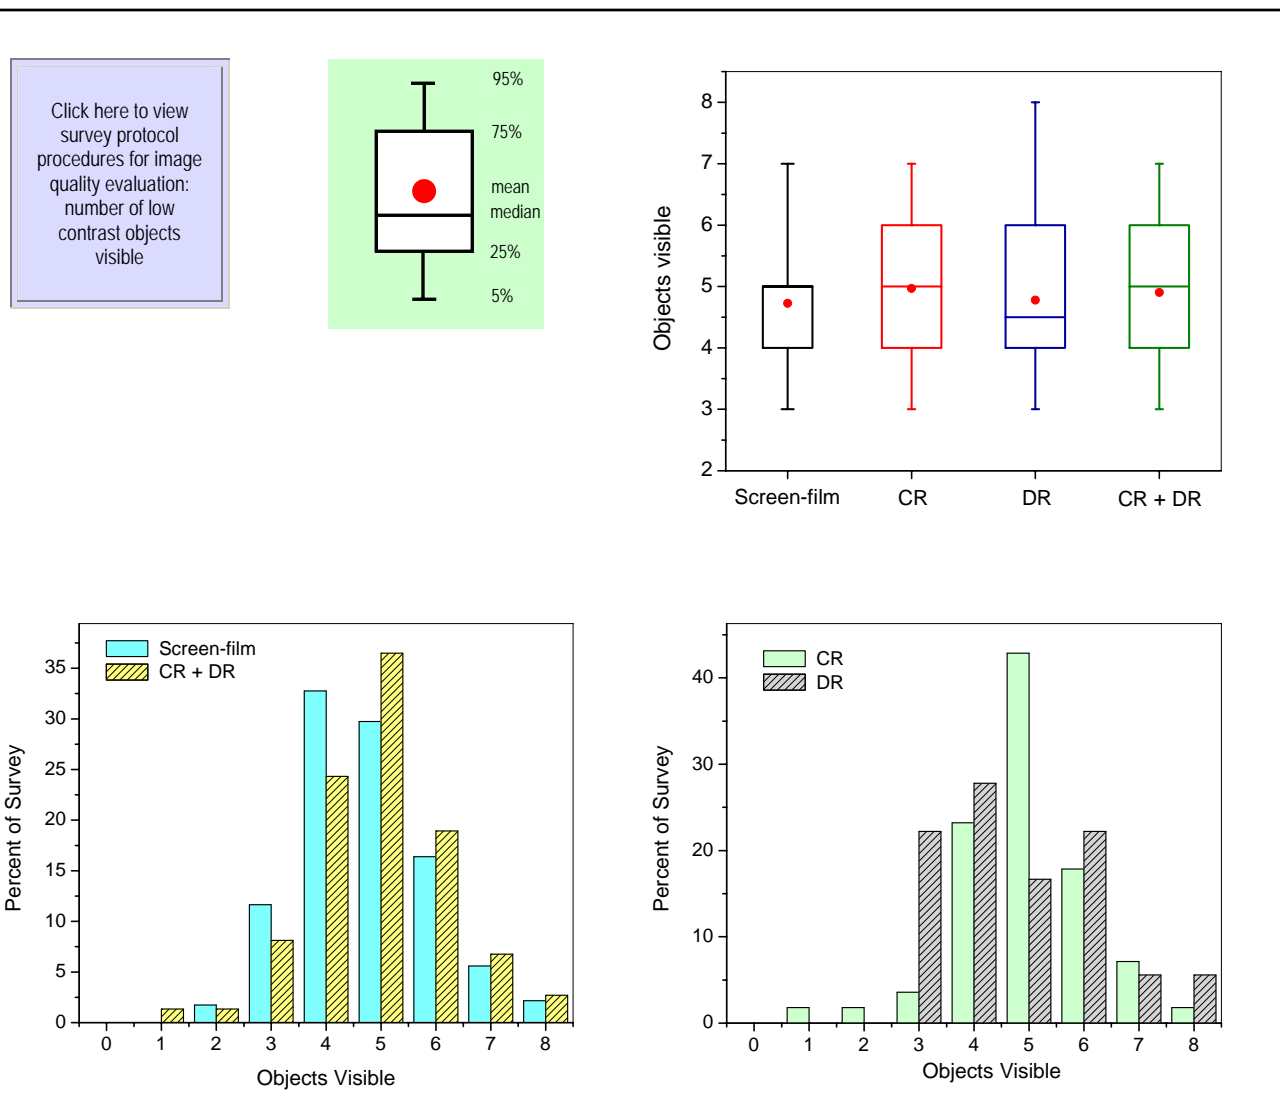 Click here to view
survey protocol
procedures for image
quality evaluation:
number of low
contrast objects
visible
95%
75%
mean
median
25%
5%
Objects visible
8
7
6
5
4
3
2
Screen-film
CR
DR
CR + DR
Percent of Survey
35
30
25
20
15
10
5
0
Screen-film
CR + DR
0 1 2 3 4 5 6 7 8
Objects Visible
Percent of Survey
40
30
20
10
0
CR
DR
0 1 2 3 4 5 6 7 8
Objects Visible